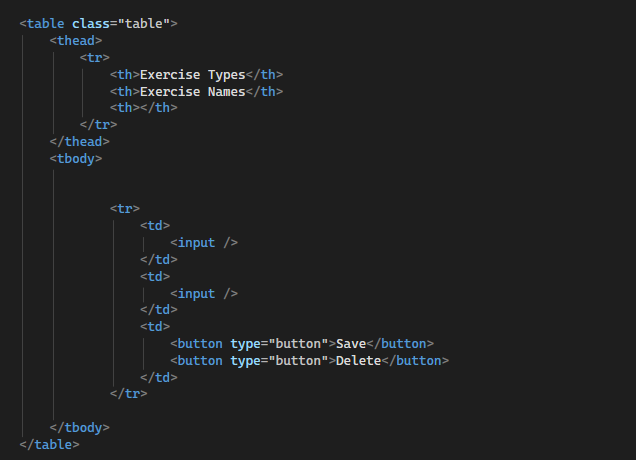 <table class="table">
    <thead>
        <tr>
            <th>Exercise Types</th>
            <th>Exercise Names</th>
            <th></th>
        </tr>
    </thead>
    <tbody>
            <tr>
                <td>
                    <input />
                </td>
                <td>
                    <input />
                </td>
                <td>
                    <button type="button">Save</button>
                    <button type="button">Delete</button>
                </td>
            </tr>
    </tbody>
</table>